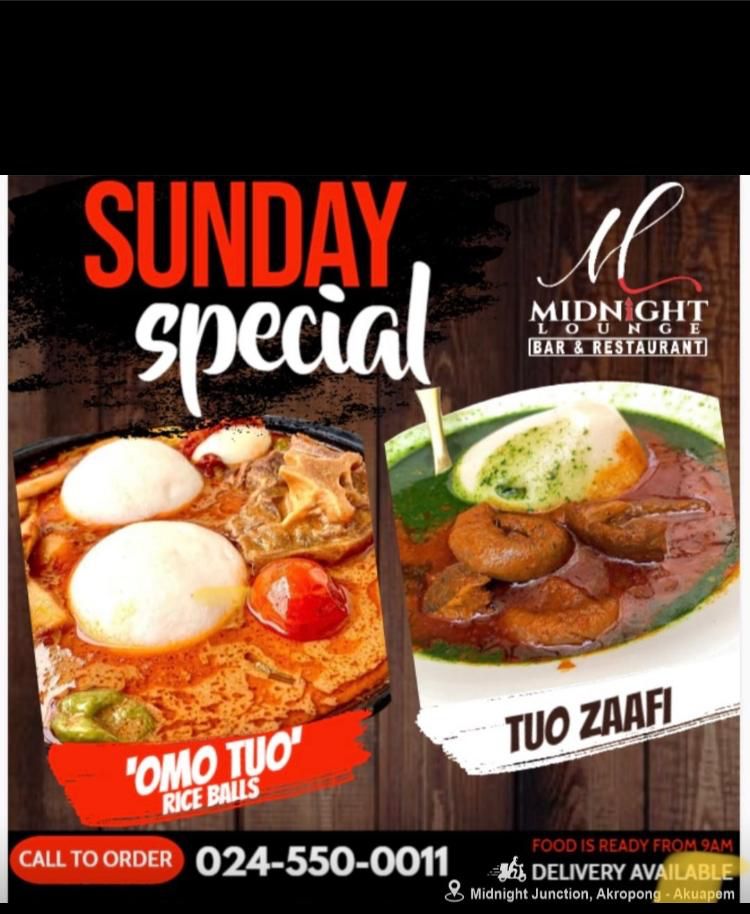 SUNDAY
special
M
MIDNIGHT
LOUNGE
BAR & RESTAURANT
'OMO TUO'
RICE BALLS
TUO ZAAFI
CALL TO ORDER
024-550-0011
FOOD IS READY FROM 9AM
DELIVERY AVAILABLE
Midnight Junction, Akropong - Akuapem